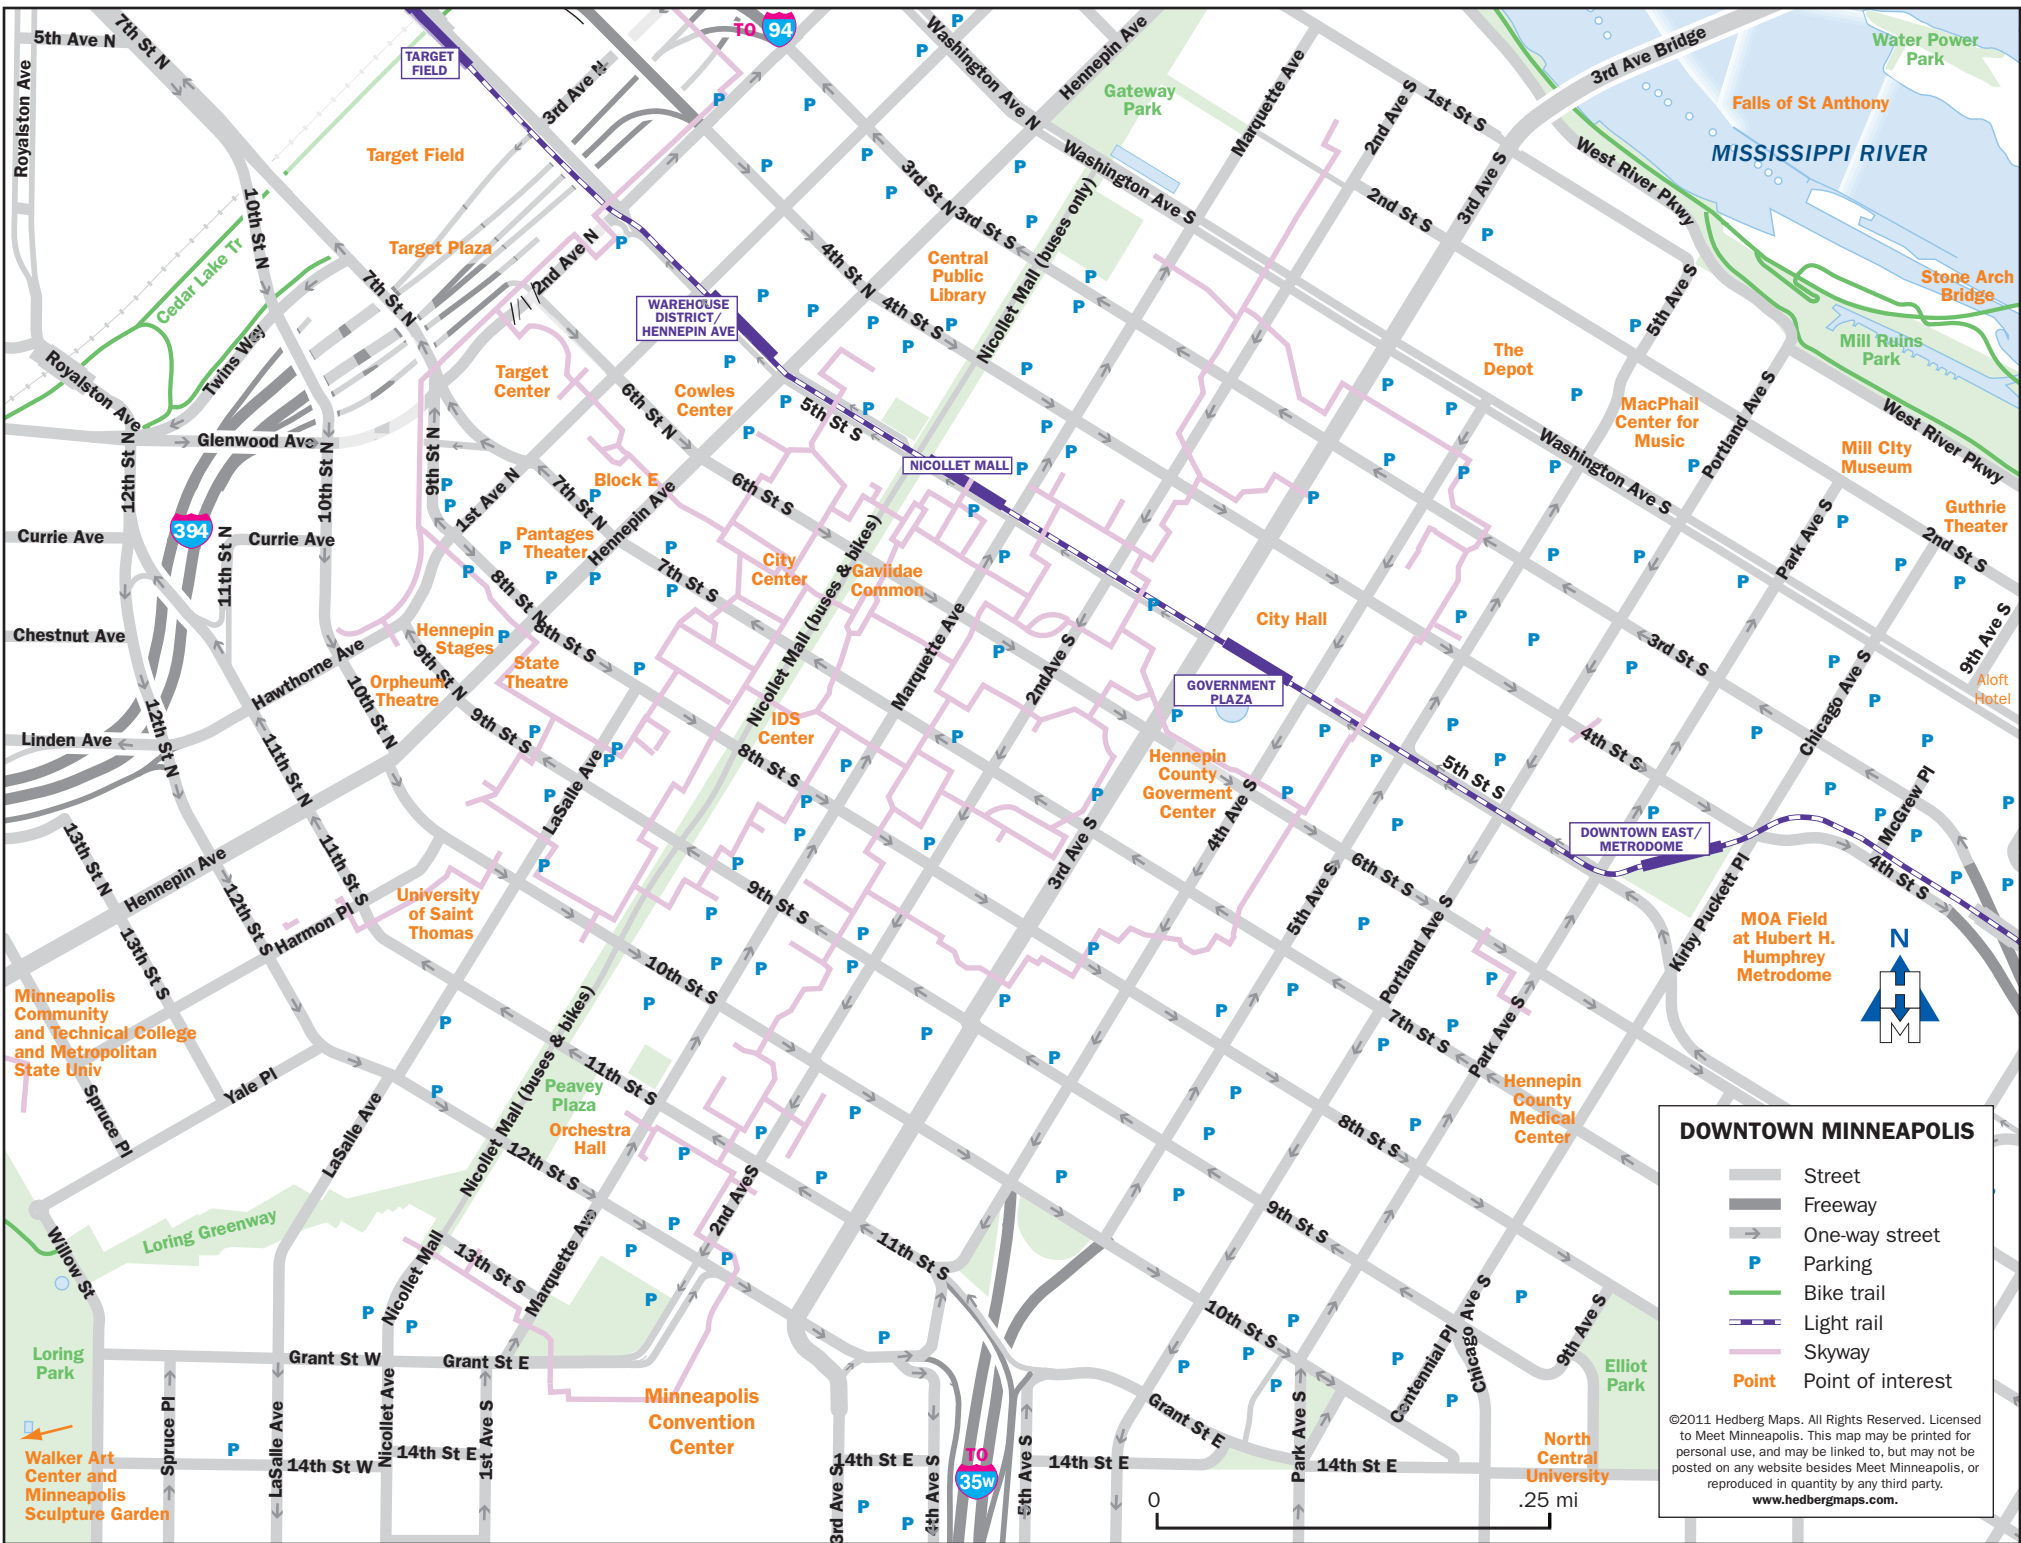 5th Ave N
7th St N
TARGET
FIELD
TO
94
Washington Ave N
Hennepin Ave
3rd Ave Bridge
Water Power
Park
Royalston Ave
3rd Ave N
Gateway
Park
Marquette Ave
2nd Ave S
1st St S
Falls of St Anthony
MISSISSIPPI RIVER
Target Field
Washington Ave S
3rd St N
3rd St S
West River Pkwy
3rd Ave S
2nd St S
10th St N
Target Plaza
2nd Ave N
Cedar Lake Tr
7th St N
4th St N
4th St S
Central
Public
Library
Nicollet Mall (buses only)
5th Ave S
Stone Arch
Bridge
WAREHOUSE
DISTRICT/
HENNEPIN AVE
Mill Ruins
Park
Twins Way
Royalston Ave
Target
Center
Cowles
Center
6th St N
5th St S
The
Depot
MacPhail
Center for
Music
Portland Ave S
West River Pkwy
Mill CIty
Museum
Glenwood Ave
12th St N
10th St N
9th St N
1st Ave N
7th St N
Block E
Hennepin Ave
6th St S
NICOLLET MALL
Washington Ave S
Guthrie
Theater
2nd St S
Park Ave S
394
Currie Ave
Currie Ave
11th St N
Pantages
Theater
City
Center
Gaviidae
Common
7th St S
8th St N
8th St S
Nicollet Mall (buses & bikes)
Marquette Ave
2ndAve S
City Hall
3rd St S
9th Ave S
Aloft
Hotel
Chestnut Ave
Hennepin
Stages
State
Theatre
Orpheum
Theatre
Hawthorne Ave
9th St N
10th St N
9th St S
GOVERNMENT
PLAZA
Chicago Ave S
Linden Ave
12th St N
11th St N
IDS
Center
8th St S
LaSalle Ave
Hennepin
County
Goverment
Center
4th St S
5th St S
4th Ave S
McGrew Pl
DOWNTOWN EAST/
METRODOME
13th St N
Hennepin Ave
11th St S
12th St S
Harmon Pl
University
of Saint
Thomas
9th St S
3rd Ave S
5th Ave S
6th St S
Portland Ave S
Kirby Puckett Pl
4th St S
MOA Field
at Hubert H.
Humphrey
Metrodome
N
H
M
13th St S
10th St S
Minneapolis
Community
and Technical College
and Metropolitan
State Univ
Nicollet Mall (buses & bikes)
7th St S
Park Ave S
Spruce Pl
Yale Pl
LaSalle Ave
11th St S
Peavey
Plaza
Orchestra
Hall
12th St S
8th St S
Hennepin
County
Medical
Center
Loring Greenway
Willow St
Nicollet Mall
13th St S
Marquette Ave
2nd AveS
11th St S
9th St S
10th St S
Centennial Pl
Chicago Ave S
9th Ave S
Elliot
Park
Loring
Park
Grant St W
Grant St E
Spruce Pl
LaSalle Ave
Nicollet Ave
1st Ave S
14th St W
14th St E
Minneapolis
Convention
Center
Walker Art
Center and
Minneapolis
Sculpture Garden
3rd Ave S
14th St E
4th Ave S
TO
35W
5th Ave S
14th St E
Grant St E
Park Ave S
14th St E
North
Central
University
0
.25 mi
DOWNTOWN MINNEAPOLIS
Street
Freeway
One-way street
P Parking
Bike trail
Light rail
Skyway
Point Point of interest
©2011 Hedberg Maps. All Rights Reserved. Licensed
to Meet Minneapolis. This map may be printed for
personal use, and may be linked to, but may not be
posted on any website besides Meet Minneapolis, or
reproduced in quantity by any third party.
www.hedbergmaps.com.